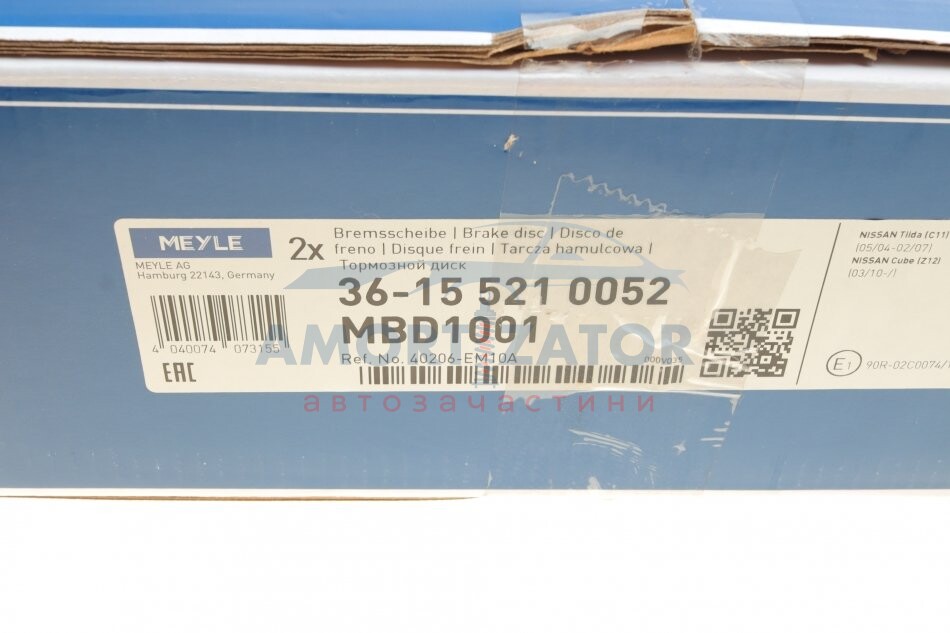 MEYLE
MEYLE AG
Hamburg 22143, Germany
4 040074 073155
EAC
2x
Bremsscheibe | Brake disc | Disco de
freno | Disque frein | Tarcza hamulcowa |
Тормозной диск
36-15 521 0052
MBD1001
Ref. No. 40206-EM10A
000V035
NISSAN Tiida (C11)
(05/04-02/07)
NISSAN Cube (Z12)
(03/10-/)
E1
90R-02C0074/
AMORTIZATOR
автозапчастини